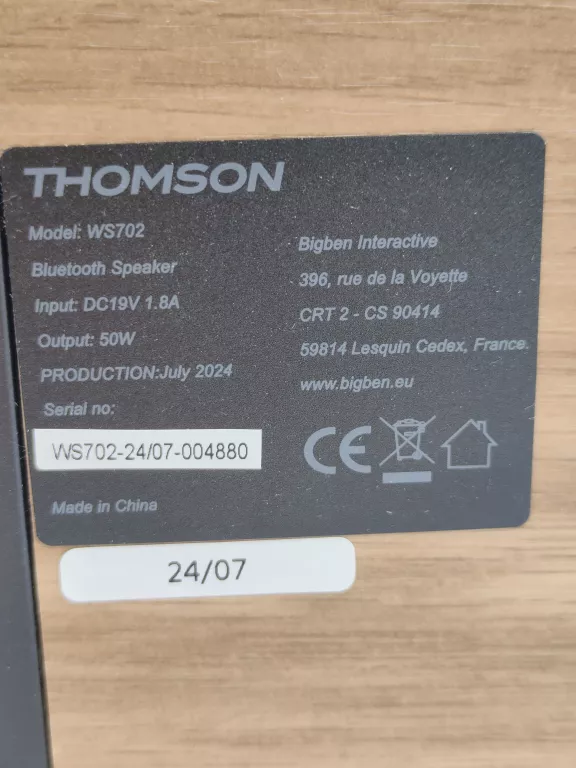 THOMSON
Model: WS702
Bluetooth Speaker
Input: DC19V 1.8A
Output: 50W
PRODUCTION:July 2024
Serial no:
WS702-24/07-004880
Made in China
Bigben Interactive
396, rue de la Voyette
CRT 2 - CS 90414
59814 Lesquin Cedex, France.
www.bigben.eu
CE
24/07